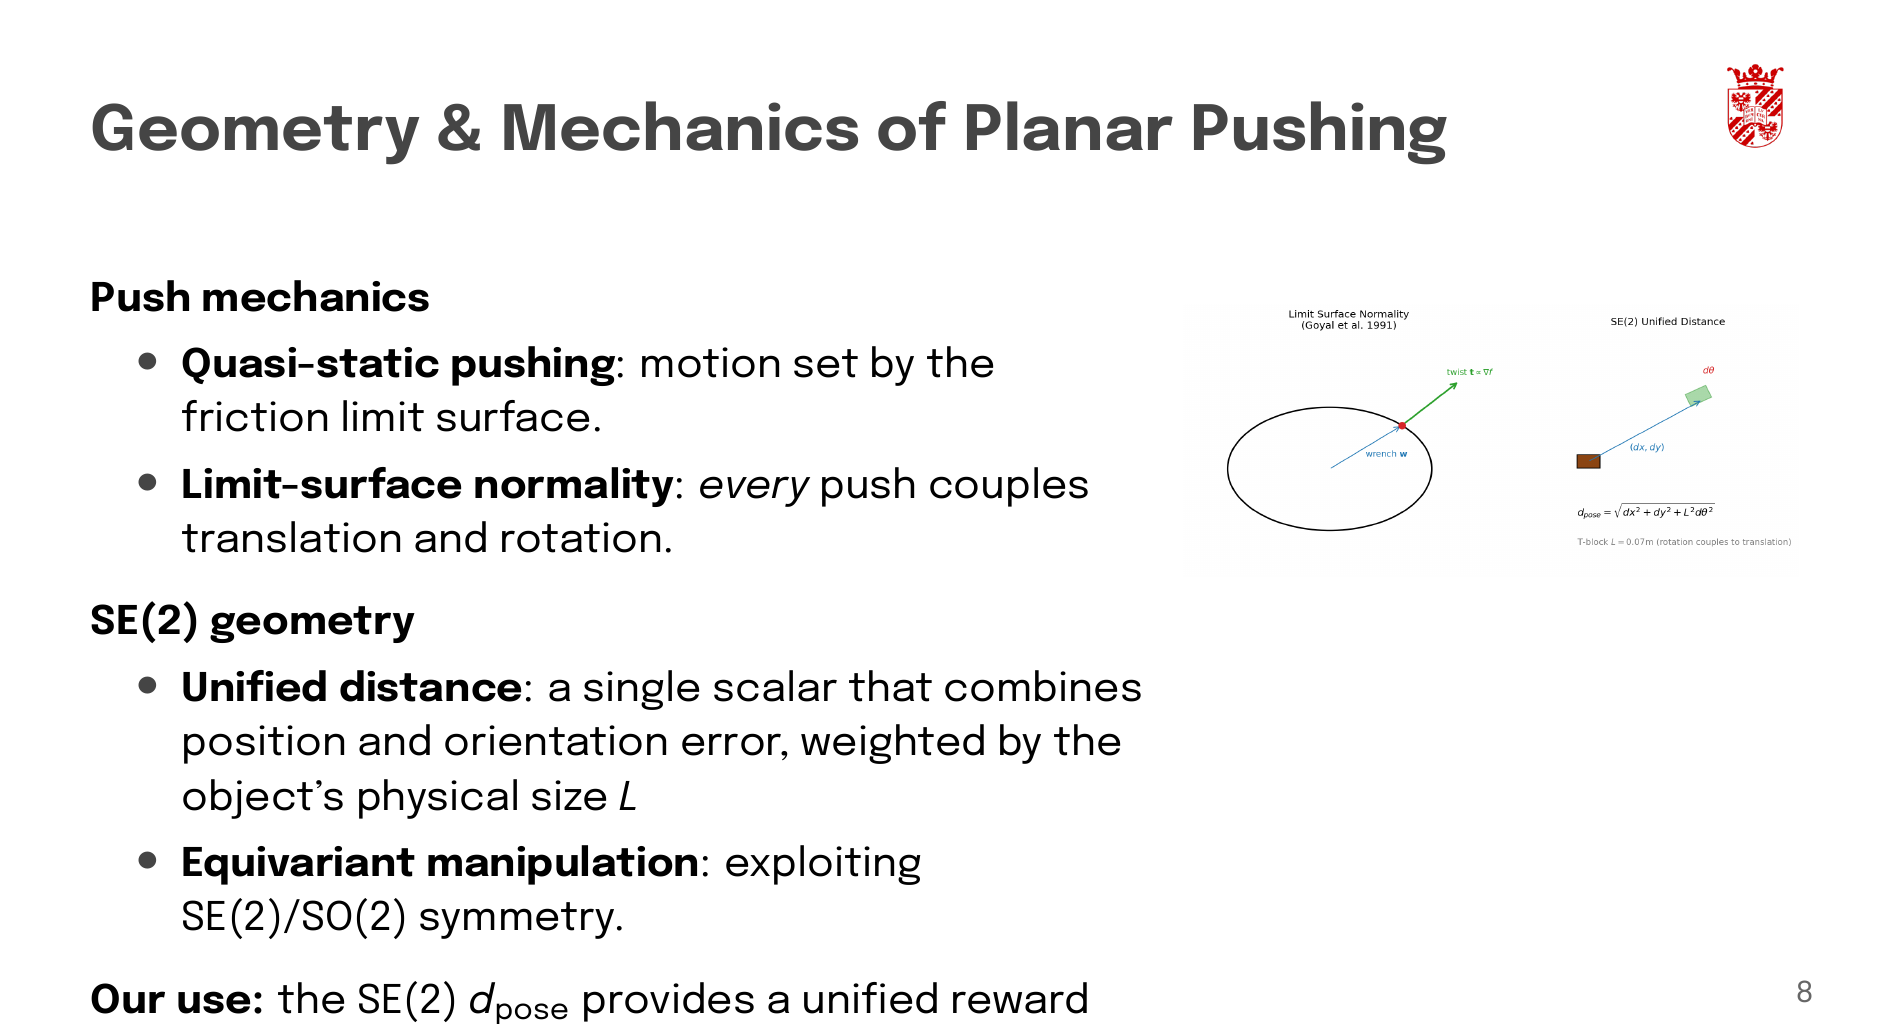 Geometry & Mechanics of Planar Pushing
Push mechanics
● Quasi-static pushing: motion set by the
friction limit surface.
● Limit-surface normality: every push couples
translation and rotation.
SE(2) geometry
● Unified distance: a single scalar that combines
position and orientation error, weighted by the
object’s physical size L
● Equivariant manipulation: exploiting
SE(2)/SO(2) symmetry.
Our use: the SE(2) d_pose provides a unified reward
Limit Surface Normality
(Goyal et al. 1991)
twist t ∝ ∇f
wrench w
SE(2) Unified Distance
dθ
(dx, dy)
d_pose = √(dx² + dy² + L²dθ²)
T-block L = 0.07m (rotation couples to translation)
8